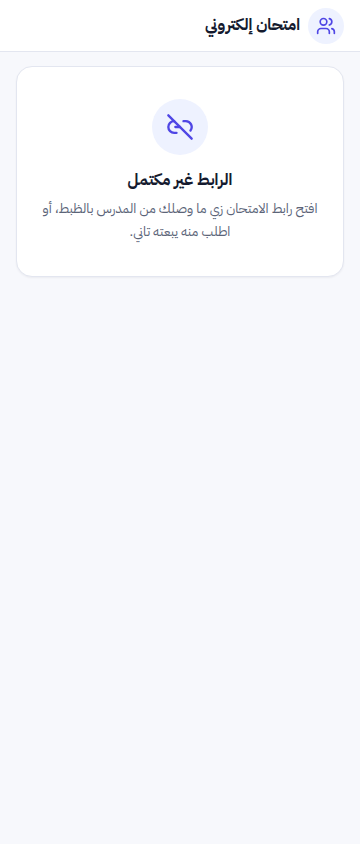 امتحان إلكتروني
الرابط غير مكتمل
افتح رابط الامتحان زي ما وصلك من المدرس بالظبط، أو
اطلب منه يبعته تاني.